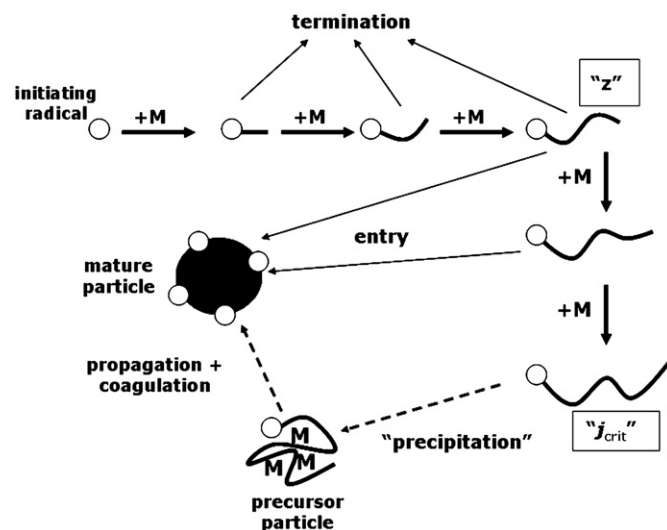 termination
"z"
initiating
radical
+M
+M
+M
+M
entry
mature
particle
+M
propagation +
coagulation
"precipitation"
"jcrit"
M
M M
precursor
particle